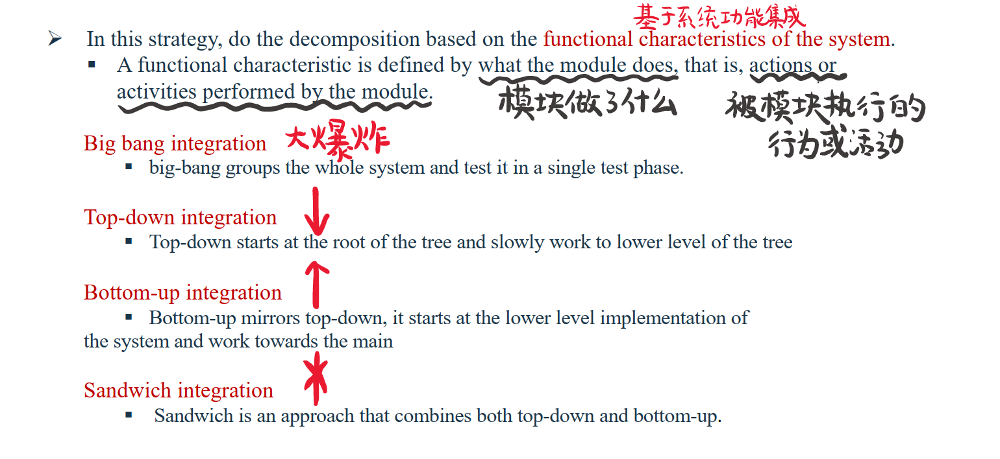 基于系统功能集成
➢ In this strategy, do the decomposition based on the functional characteristics of the system.
▪ A functional characteristic is defined by what the module does, that is, actions or
activities performed by the module.
模块做了什么
被模块执行的
行为或活动
Big bang integration 大爆炸
▪ big-bang groups the whole system and test it in a single test phase.
Top-down integration
▪ Top-down starts at the root of the tree and slowly work to lower level of the tree
Bottom-up integration
▪ Bottom-up mirrors top-down, it starts at the lower level implementation of
the system and work towards the main
Sandwich integration
▪ Sandwich is an approach that combines both top-down and bottom-up.